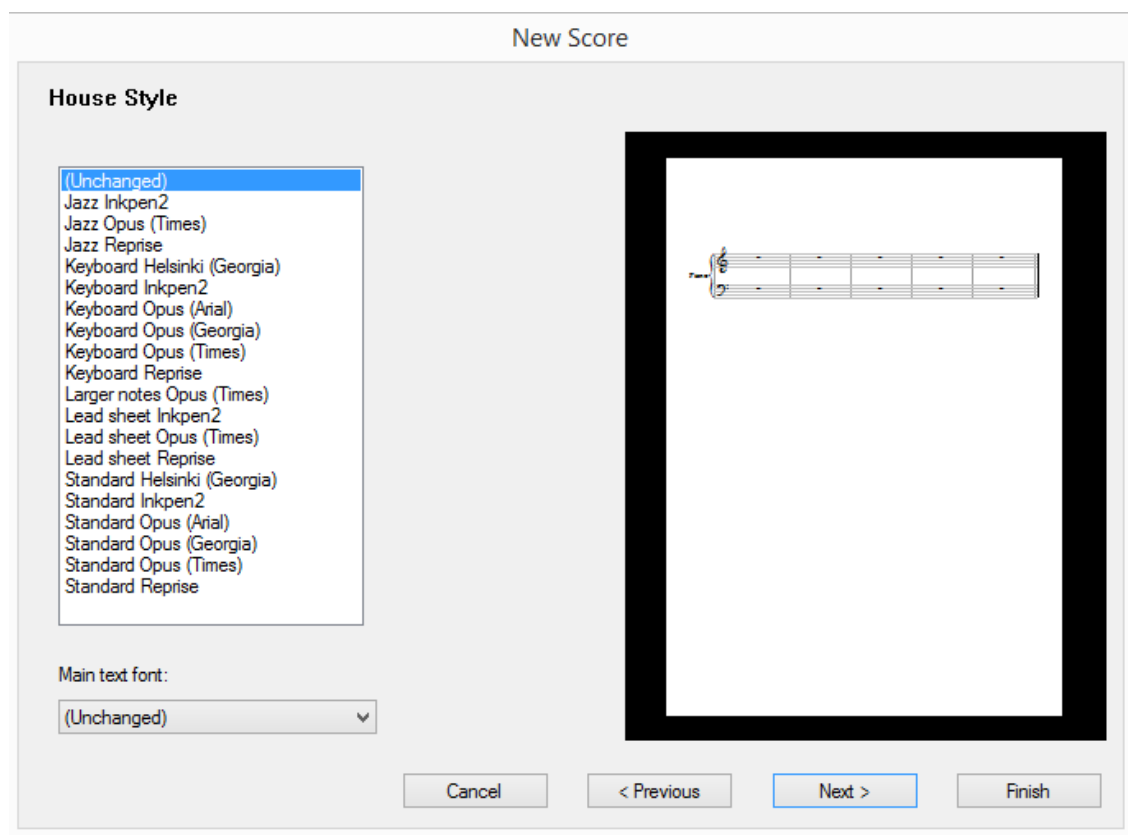 New Score
House Style
(Unchanged)
Jazz Inkpen2
Jazz Opus (Times)
Jazz Reprise
Keyboard Helsinki (Georgia)
Keyboard Inkpen2
Keyboard Opus (Arial)
Keyboard Opus (Georgia)
Keyboard Opus (Times)
Keyboard Reprise
Larger notes Opus (Times)
Lead sheet Inkpen2
Lead sheet Opus (Times)
Lead sheet Reprise
Standard Helsinki (Georgia)
Standard Inkpen2
Standard Opus (Arial)
Standard Opus (Georgia)
Standard Opus (Times)
Standard Reprise
Main text font:
(Unchanged)
Cancel
< Previous
Next >
Finish